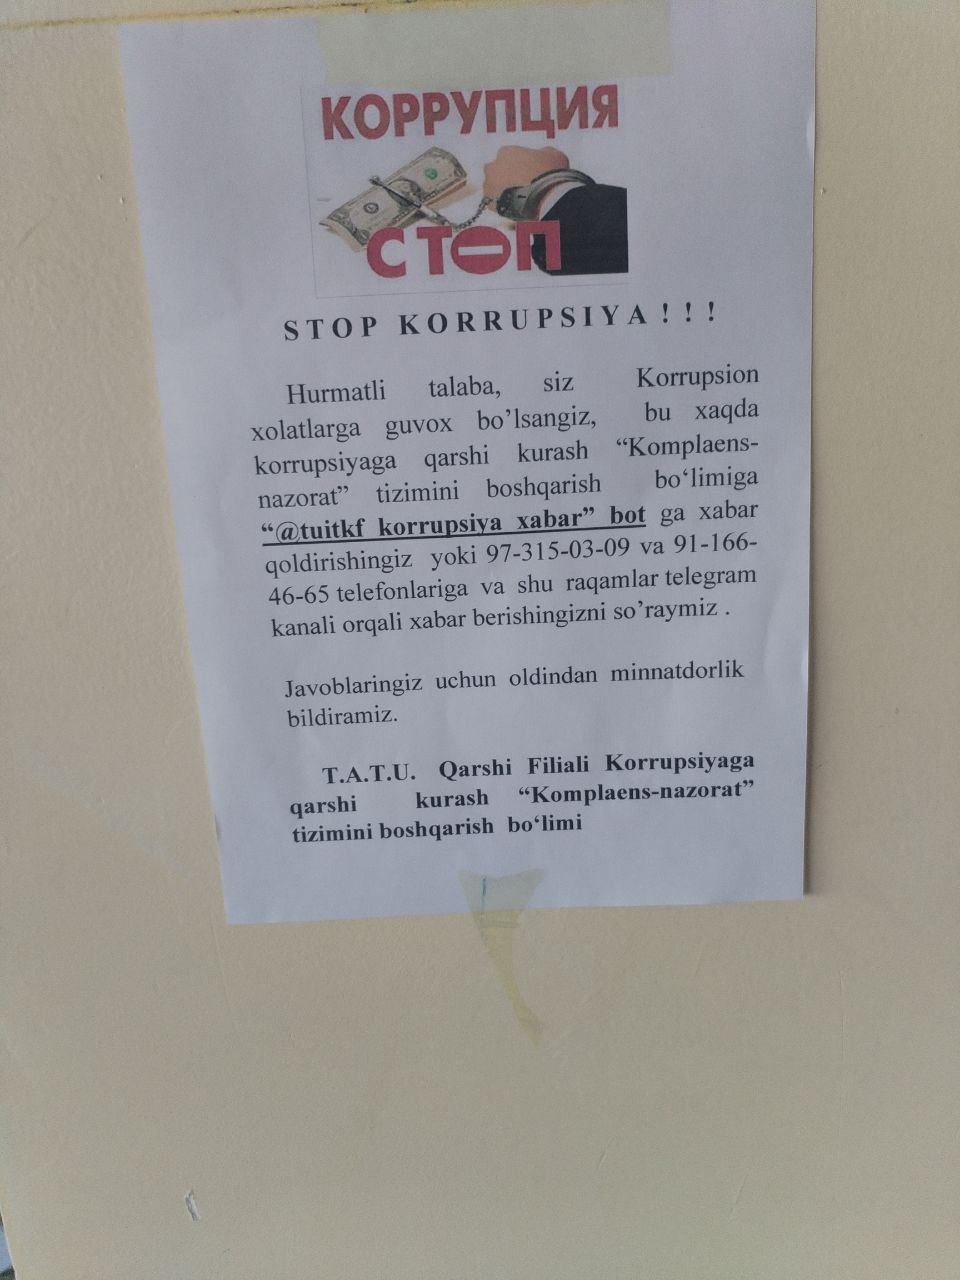 КОРРУПЦИЯ
СТОП
STOP KORRUPSIYA!!!
Hurmatli talaba, siz Korrupsion
xolatlarga guvox bo’lsangiz, bu xaqda
korrupsiyaga qarshi kurash “Komplaens-
nazorat” tizimini boshqarish bo‘limiga
“@tuitkf korrupsiya xabar” bot ga xabar
qoldirishingiz yoki 97-315-03-09 va 91-166-
46-65 telefonlariga va shu raqamlar telegram
kanali orqali xabar berishingizni so’raymiz .
Javoblaringiz uchun oldindan minnatdorlik
bildiramiz.
T.A.T.U. Qarshi Filiali Korrupsiyaga
qarshi kurash “Komplaens-nazorat”
tizimini boshqarish bo‘limi